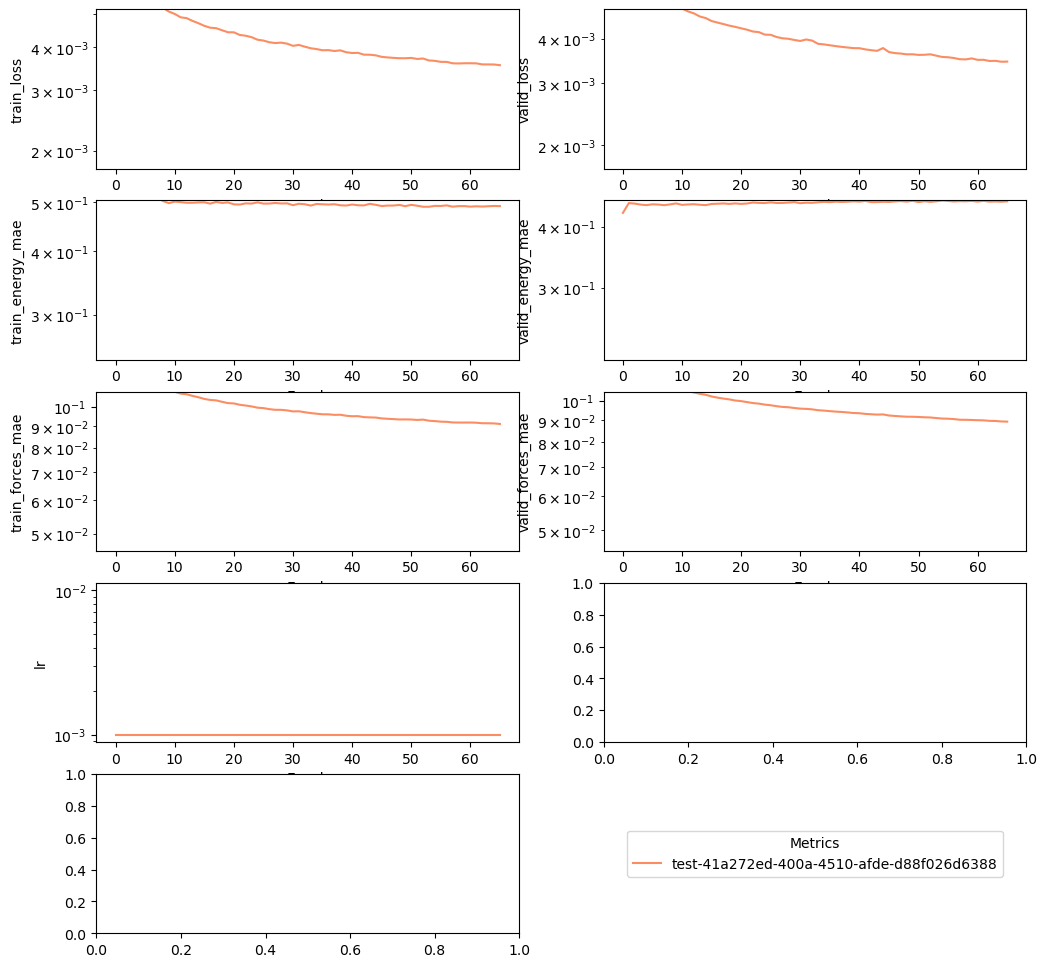 train_loss
4 × 10⁻³
3 × 10⁻³
2 × 10⁻³
0 10 20 30 40 50 60
valid_loss
4 × 10⁻³
3 × 10⁻³
2 × 10⁻³
0 10 20 30 40 50 60
train_energy_mae
5 × 10⁻¹
4 × 10⁻¹
3 × 10⁻¹
0 10 20 30 40 50 60
valid_energy_mae
4 × 10⁻¹
3 × 10⁻¹
0 10 20 30 40 50 60
train_forces_mae
10⁻¹
9 × 10⁻²
8 × 10⁻²
7 × 10⁻²
6 × 10⁻²
5 × 10⁻²
0 10 20 30 40 50 60
valid_forces_mae
10⁻¹
9 × 10⁻²
8 × 10⁻²
7 × 10⁻²
6 × 10⁻²
5 × 10⁻²
0 10 20 30 40 50 60
lr
10⁻²
10⁻³
0 10 20 30 40 50 60
1.0
0.8
0.6
0.4
0.2
0.0
0.0 0.2 0.4 0.6 0.8 1.0
1.0
0.8
0.6
0.4
0.2
0.0
0.0 0.2 0.4 0.6 0.8 1.0
Metrics
test-41a272ed-400a-4510-afde-d88f026d6388